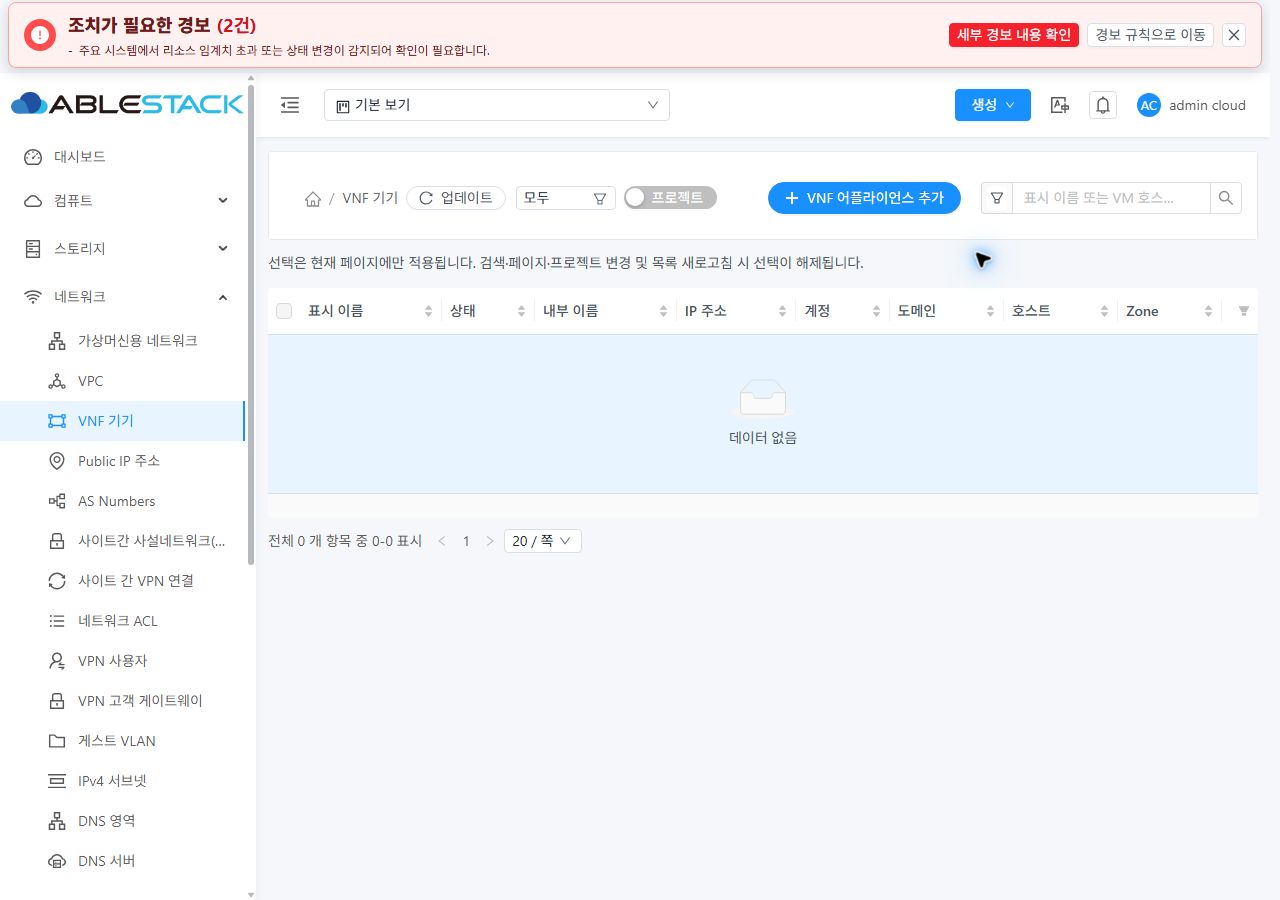 조치가 필요한 경보 (2건)
- 주요 시스템에서 리소스 임계치 초과 또는 상태 변경이 감지되어 확인이 필요합니다.
세부 경보 내용 확인
경보 규칙으로 이동
ABLESTACK
기본 보기
생성
AC
admin cloud
대시보드
컴퓨트
스토리지
네트워크
가상머신용 네트워크
VPC
VNF 기기
Public IP 주소
AS Numbers
사이트간 사설네트워크(...
사이트 간 VPN 연결
네트워크 ACL
VPN 사용자
VPN 고객 게이트웨이
게스트 VLAN
IPv4 서브넷
DNS 영역
DNS 서버
/ VNF 기기
업데이트
모두
프로젝트
VNF 어플라이언스 추가
표시 이름 또는 VM 호스...
선택은 현재 페이지에만 적용됩니다. 검색·페이지·프로젝트 변경 및 목록 새로고침 시 선택이 해제됩니다.
표시 이름 상태 내부 이름 IP 주소 계정 도메인 호스트 Zone
데이터 없음
전체 0 개 항목 중 0-0 표시 < 1 > 20 / 쪽